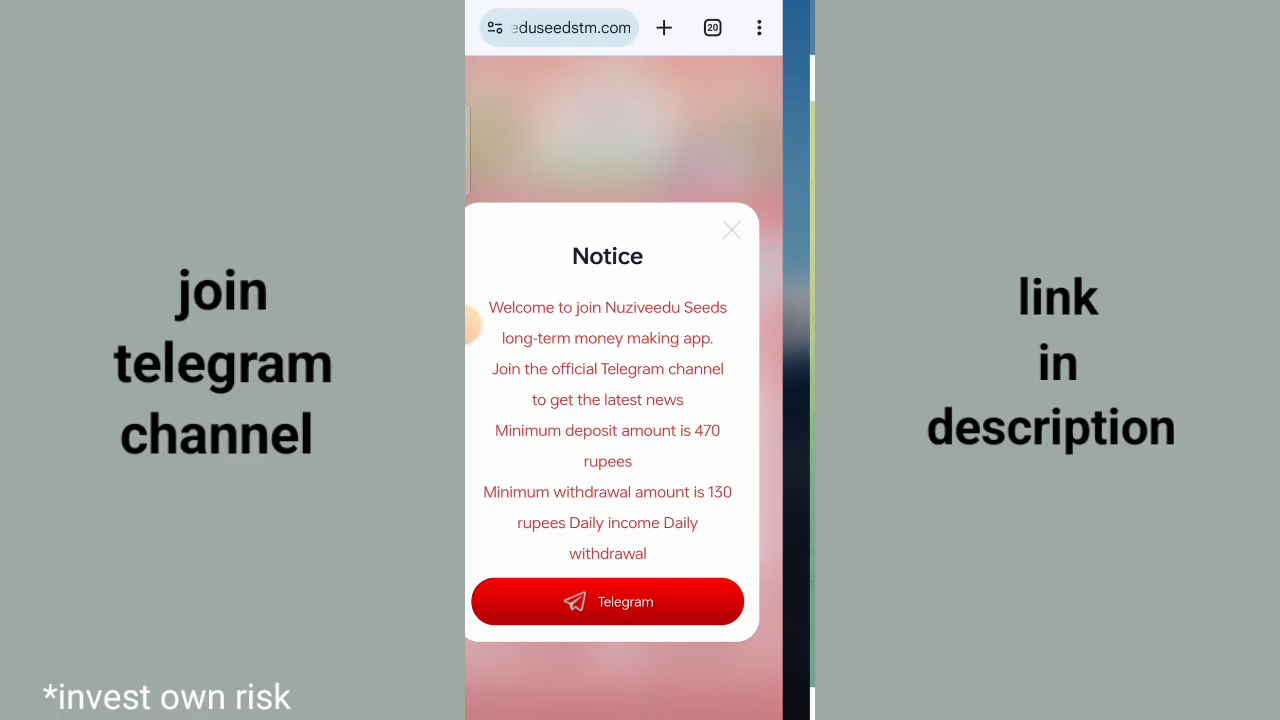 eduseedstm.com
20
join
telegram
channel
Notice
Welcome to join Nuziveedu Seeds
long-term money making app.
Join the official Telegram channel
to get the latest news
Minimum deposit amount is 470
rupees
Minimum withdrawal amount is 130
rupees Daily income Daily
withdrawal
Telegram
link
in
description
*invest own risk